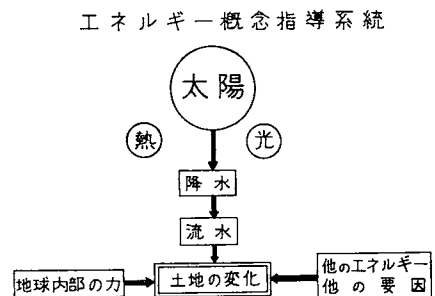 エネルギー概念指導系統
太陽
熱
光
降水
流水
地球内部の力
土地の変化
他のエネルギー
他の要因